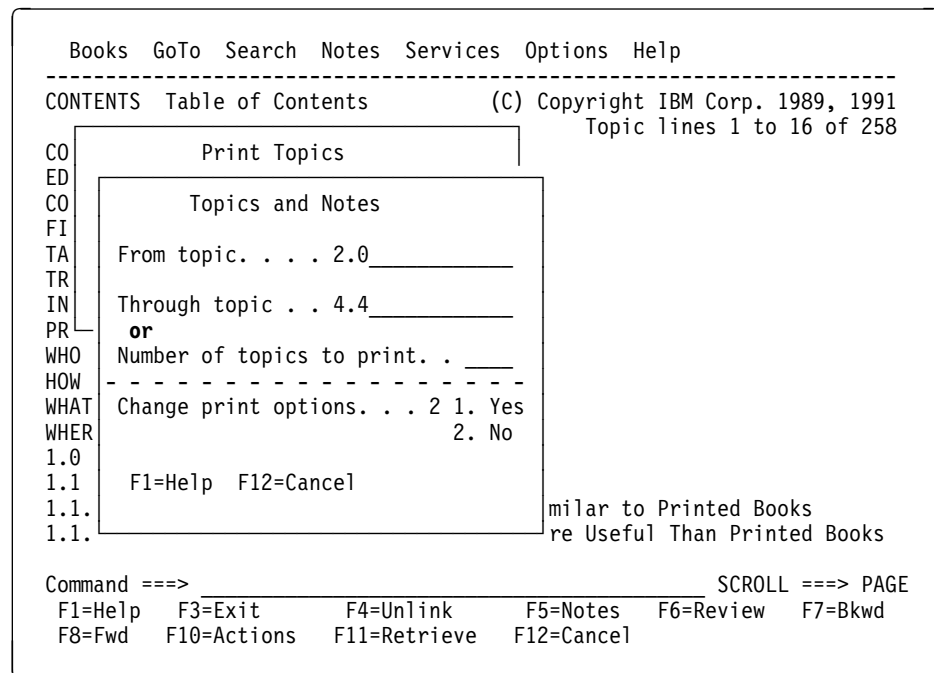 Books  GoTo  Search  Notes  Services  Options  Help
-----------------------------------------------------------------------
CONTENTS  Table of Contents          (C) Copyright IBM Corp. 1989, 1991
Topic lines 1 to 16 of 258
CO  Print Topics
ED
CO  Topics and Notes
FI
TA  From topic. . . . 2.0____________
TR
IN  Through topic . . 4.4____________
PR  or
WHO  Number of topics to print. . ____
HOW  - - - - - - - - - - - - - - - - - -
WHAT  Change print options. . . 2 1. Yes
WHER  2. No
1.0
1.1  F1=Help  F12=Cancel
1.1.  milar to Printed Books
1.1.  re Useful Than Printed Books
Command ===> __________________________________________ SCROLL ===> PAGE
F1=Help   F3=Exit       F4=Unlink      F5=Notes   F6=Review   F7=Bkwd
F8=Fwd   F10=Actions   F11=Retrieve   F12=Cancel